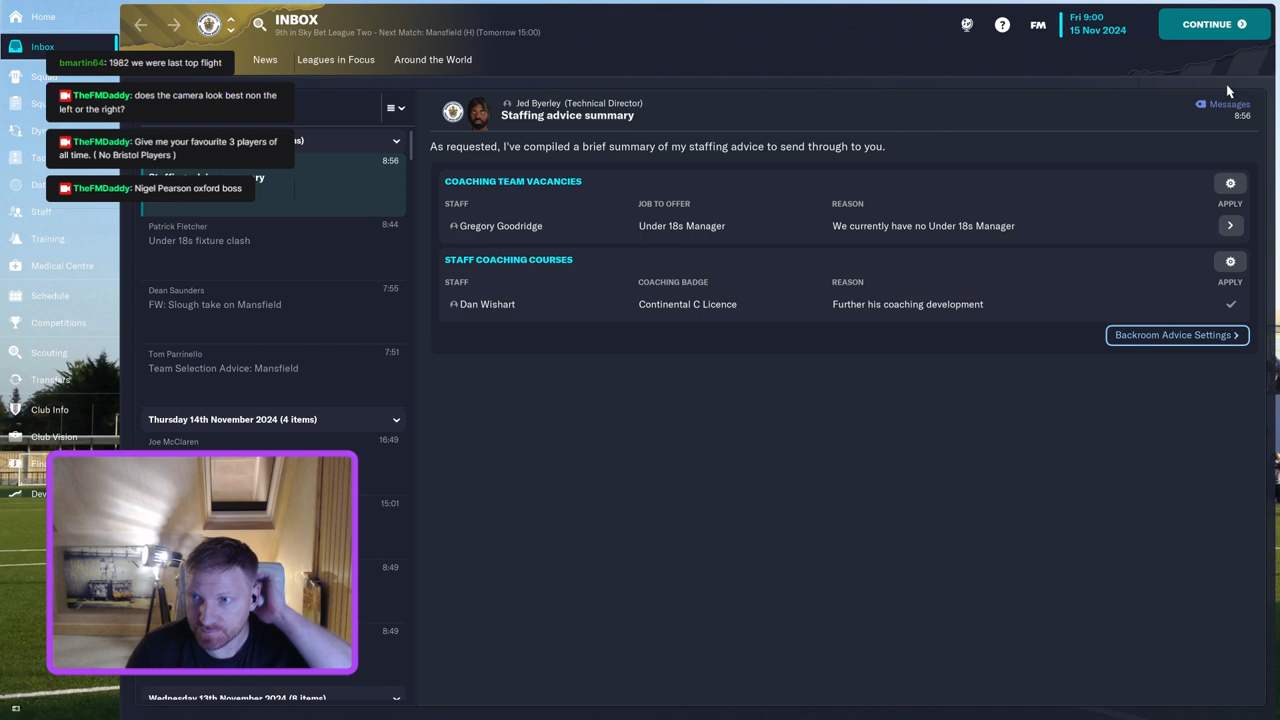 Home
Inbox
Squad
Staff
Training
Medical Centre
Schedule
Competitions
Scouting
Transfers
Club Info
Club Vision
bmartin64: 1982 we were last top flight
TheFMDaddy: does the camera look best non the
left or the right?
TheFMDaddy: Give me your favourite 3 players of
all time. ( No Bristol Players )
TheFMDaddy: Nigel Pearson oxford boss
INBOX
9th in Sky Bet League Two - Next Match: Mansfield (H) (Tomorrow 15:00)
FM
Fri 9:00
15 Nov 2024
CONTINUE
News
Leagues in Focus
Around the World
8:56
Patrick Fletcher
8:44
Under 18s fixture clash
Dean Saunders
7:55
FW: Slough take on Mansfield
Tom Parrinello
7:51
Team Selection Advice: Mansfield
Thursday 14th November 2024 (4 items)
Joe McClaren
16:49
15:01
8:49
8:49
Wednesday 13th November 2024 (8 items)
Jed Byerley (Technical Director)
Staffing advice summary
Messages
8:56
As requested, I've compiled a brief summary of my staffing advice to send through to you.
COACHING TEAM VACANCIES
STAFF JOB TO OFFER REASON APPLY
Gregory Goodridge Under 18s Manager We currently have no Under 18s Manager
STAFF COACHING COURSES
STAFF COACHING BADGE REASON APPLY
Dan Wishart Continental C Licence Further his coaching development
Backroom Advice Settings